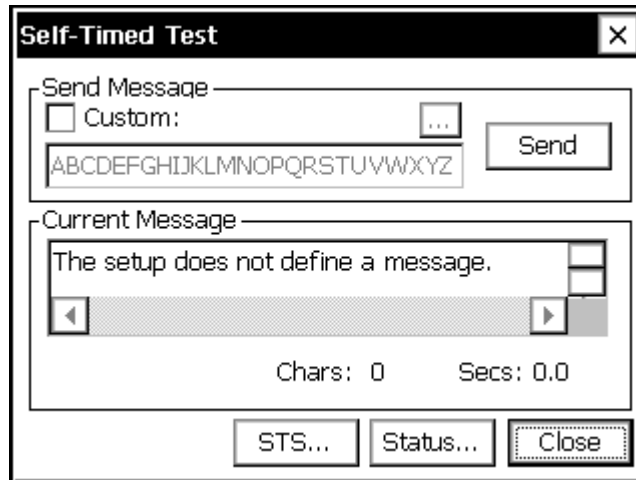 Self-Timed Test
Send Message
Custom:
...
ABCDEFGHIJKLMNOPQRSTUVWXYZ
Send
Current Message
The setup does not define a message.
Chars: 0 Secs: 0.0
STS... Status... Close